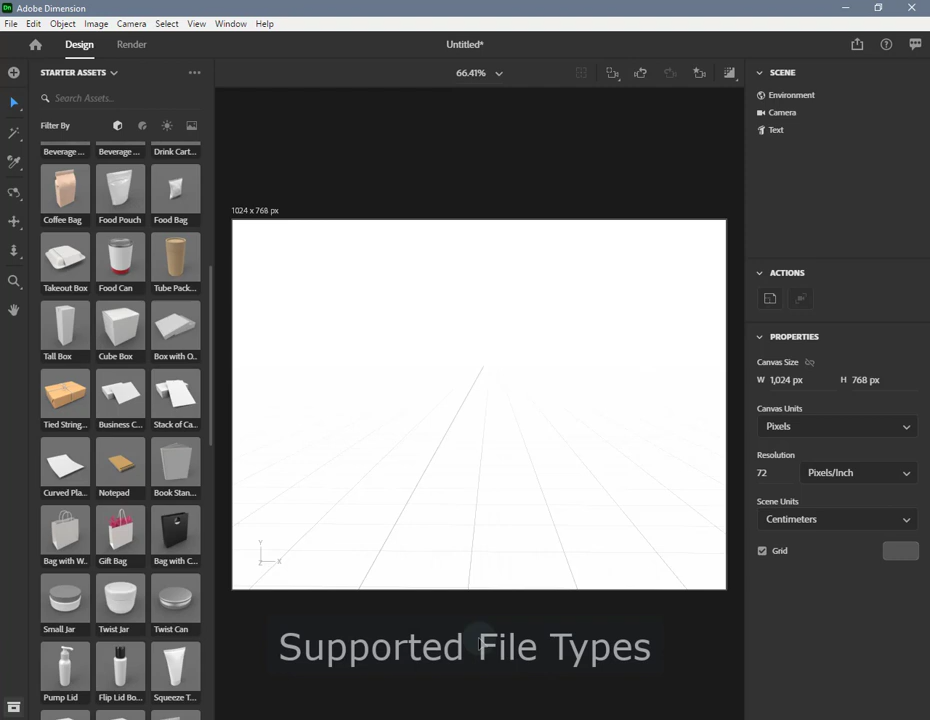 Dn Adobe Dimension
File Edit Object Image Camera Select View Window Help
Design Render Untitled*
STARTER ASSETS
66.41%
Search Assets...
Filter By
Beverage ... Beverage ... Drink Cart...
Coffee Bag Food Pouch Food Bag
Takeout Box Food Can Tube Pack...
Tall Box Cube Box Box with O...
Tied String... Business C... Stack of Ca...
Curved Pla... Notepad Book Stan...
Bag with W... Gift Bag Bag with C...
Small Jar Twist Jar Twist Can
Pump Lid Flip Lid Bo... Squeeze T...
1024 x 768 px
Y
Z X
Supported File Types
SCENE
Environment
Camera
Text
ACTIONS
PROPERTIES
Canvas Size
W 1,024 px H 768 px
Canvas Units
Pixels
Resolution
72 Pixels/Inch
Scene Units
Centimeters
Grid